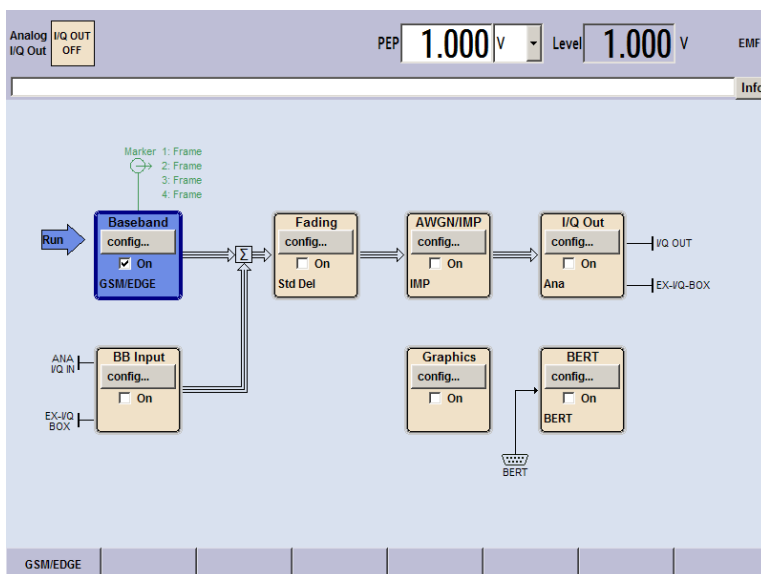 Analog I/Q Out
I/Q OUT OFF
PEP 1.000 V Level 1.000 V EMF
Info
Marker 1: Frame
2: Frame
3: Frame
4: Frame
Run
Baseband
config...
On
GSM/EDGE
Σ
Fading
config...
On
Std Del
AWGN/IMP
config...
On
IMP
I/Q Out
config...
On
Ana
I/Q OUT
EX-I/Q-BOX
ANA
I/Q IN
EX-I/Q
BOX
BB Input
config...
On
Graphics
config...
On
BERT
config...
On
BERT
BERT
GSM/EDGE